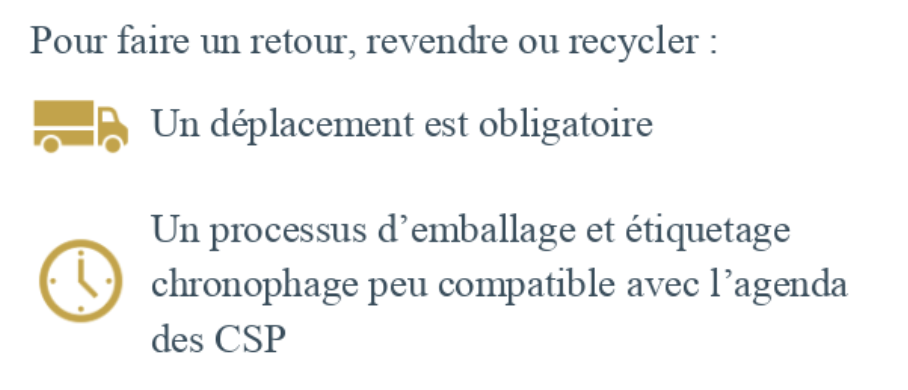 Pour faire un retour, revendre ou recycler :
Un déplacement est obligatoire
Un processus d’emballage et étiquetage
chronophage peu compatible avec l’agenda
des CSP